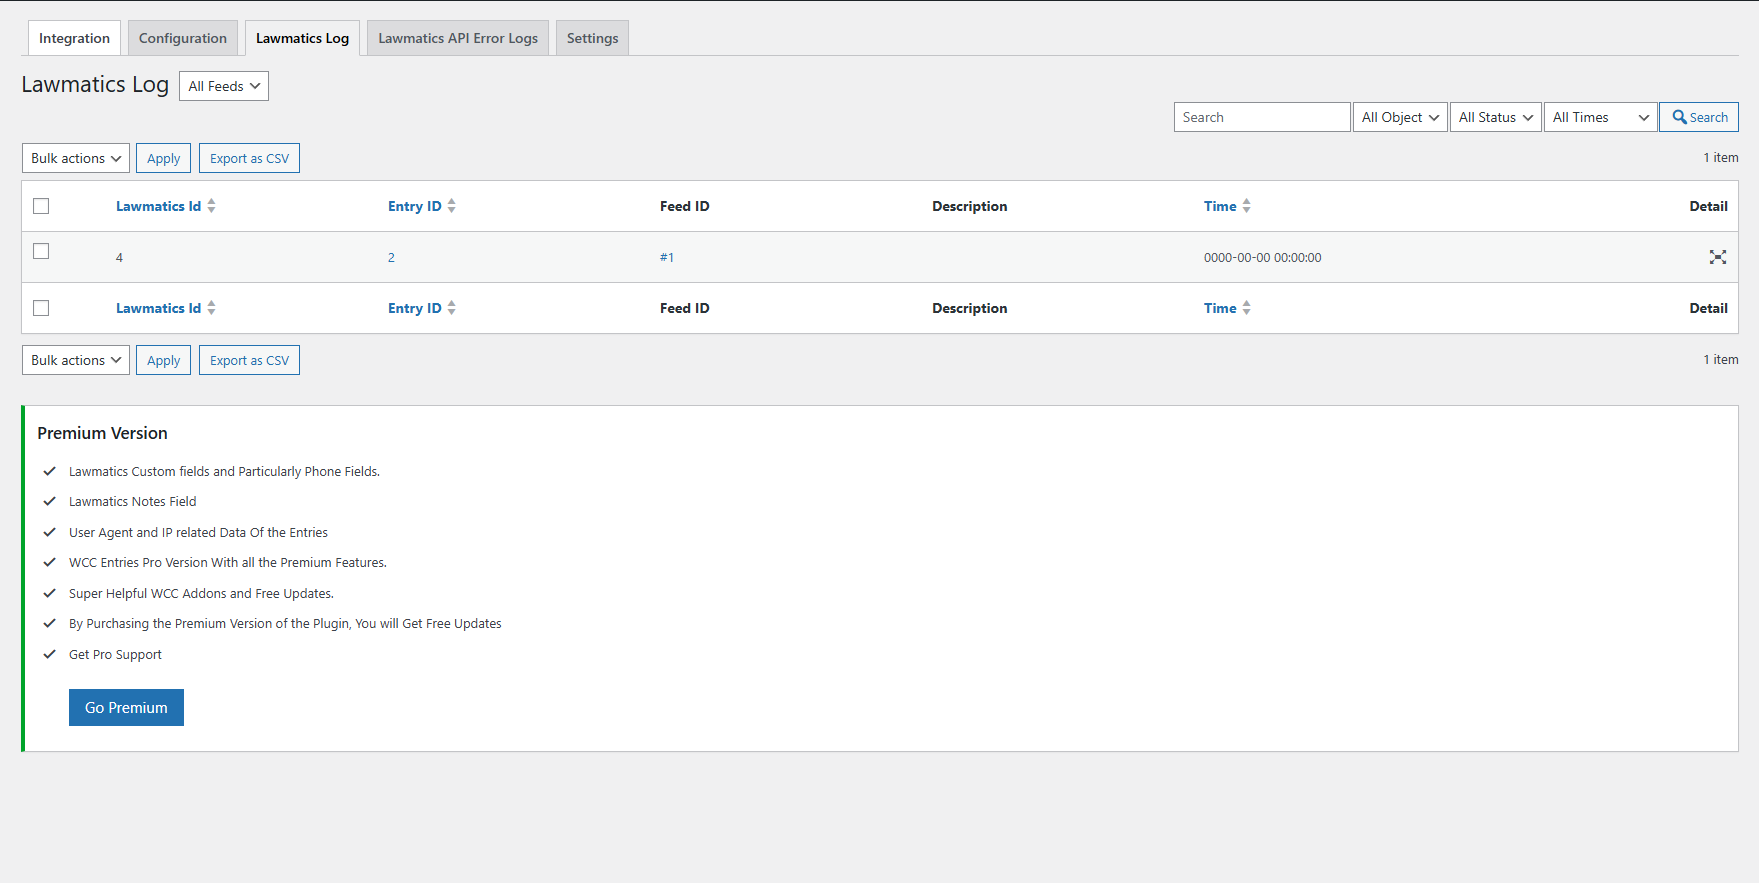 Integration Configuration Lawmatics Log Lawmatics API Error Logs Settings
Lawmatics Log All Feeds
Search All Object All Status All Times Search
Bulk actions Apply Export as CSV 1 item
Lawmatics Id Entry ID Feed ID Description Time Detail
4 2 #1 0000-00-00 00:00:00
Lawmatics Id Entry ID Feed ID Description Time Detail
Bulk actions Apply Export as CSV 1 item
Premium Version
Lawmatics Custom fields and Particularly Phone Fields.
Lawmatics Notes Field
User Agent and IP related Data Of the Entries
WCC Entries Pro Version With all the Premium Features.
Super Helpful WCC Addons and Free Updates.
By Purchasing the Premium Version of the Plugin, You will Get Free Updates
Get Pro Support
Go Premium